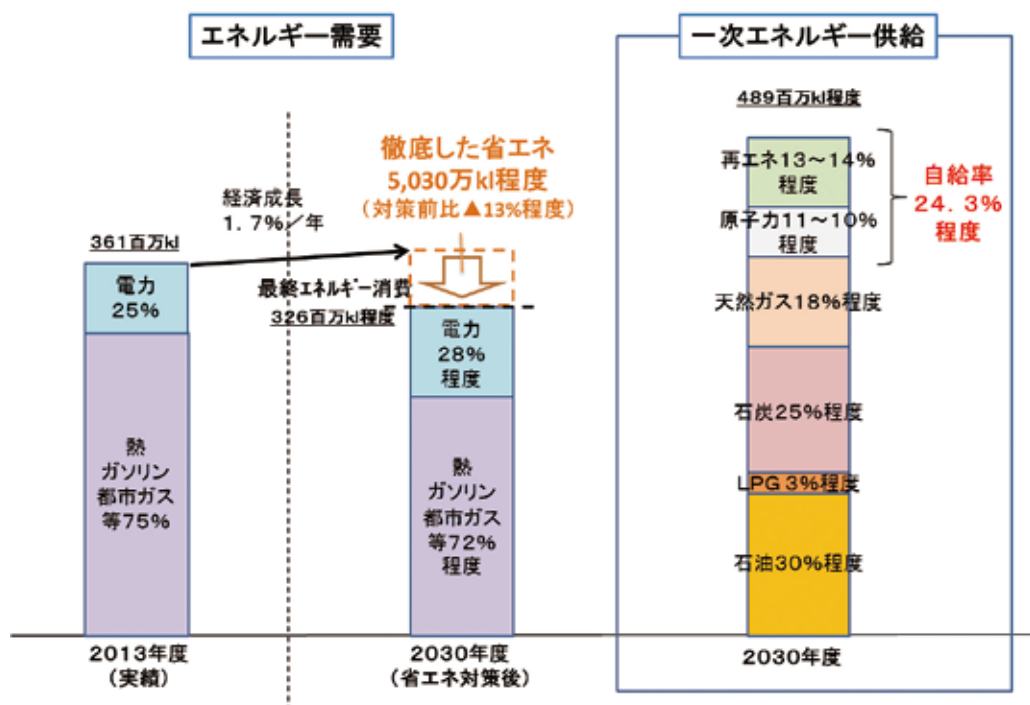 エネルギー需要
一次エネルギー供給
489百万kl程度
徹底した省エネ
5,030万kl程度
（対策前比▲13%程度）
経済成長
1．7％／年
361百万kl
電力
25%
熱
ガソリン
都市ガス
等75%
最終エネルギー消費
326百万kl程度
電力
28%
程度
熱
ガソリン
都市ガス
等72%
程度
再エネ13～14%
程度
原子力11～10%
程度
自給率
24．3%
程度
天然ガス18%程度
石炭25%程度
LPG 3%程度
石油30%程度
2013年度
（実績）
2030年度
（省エネ対策後）
2030年度